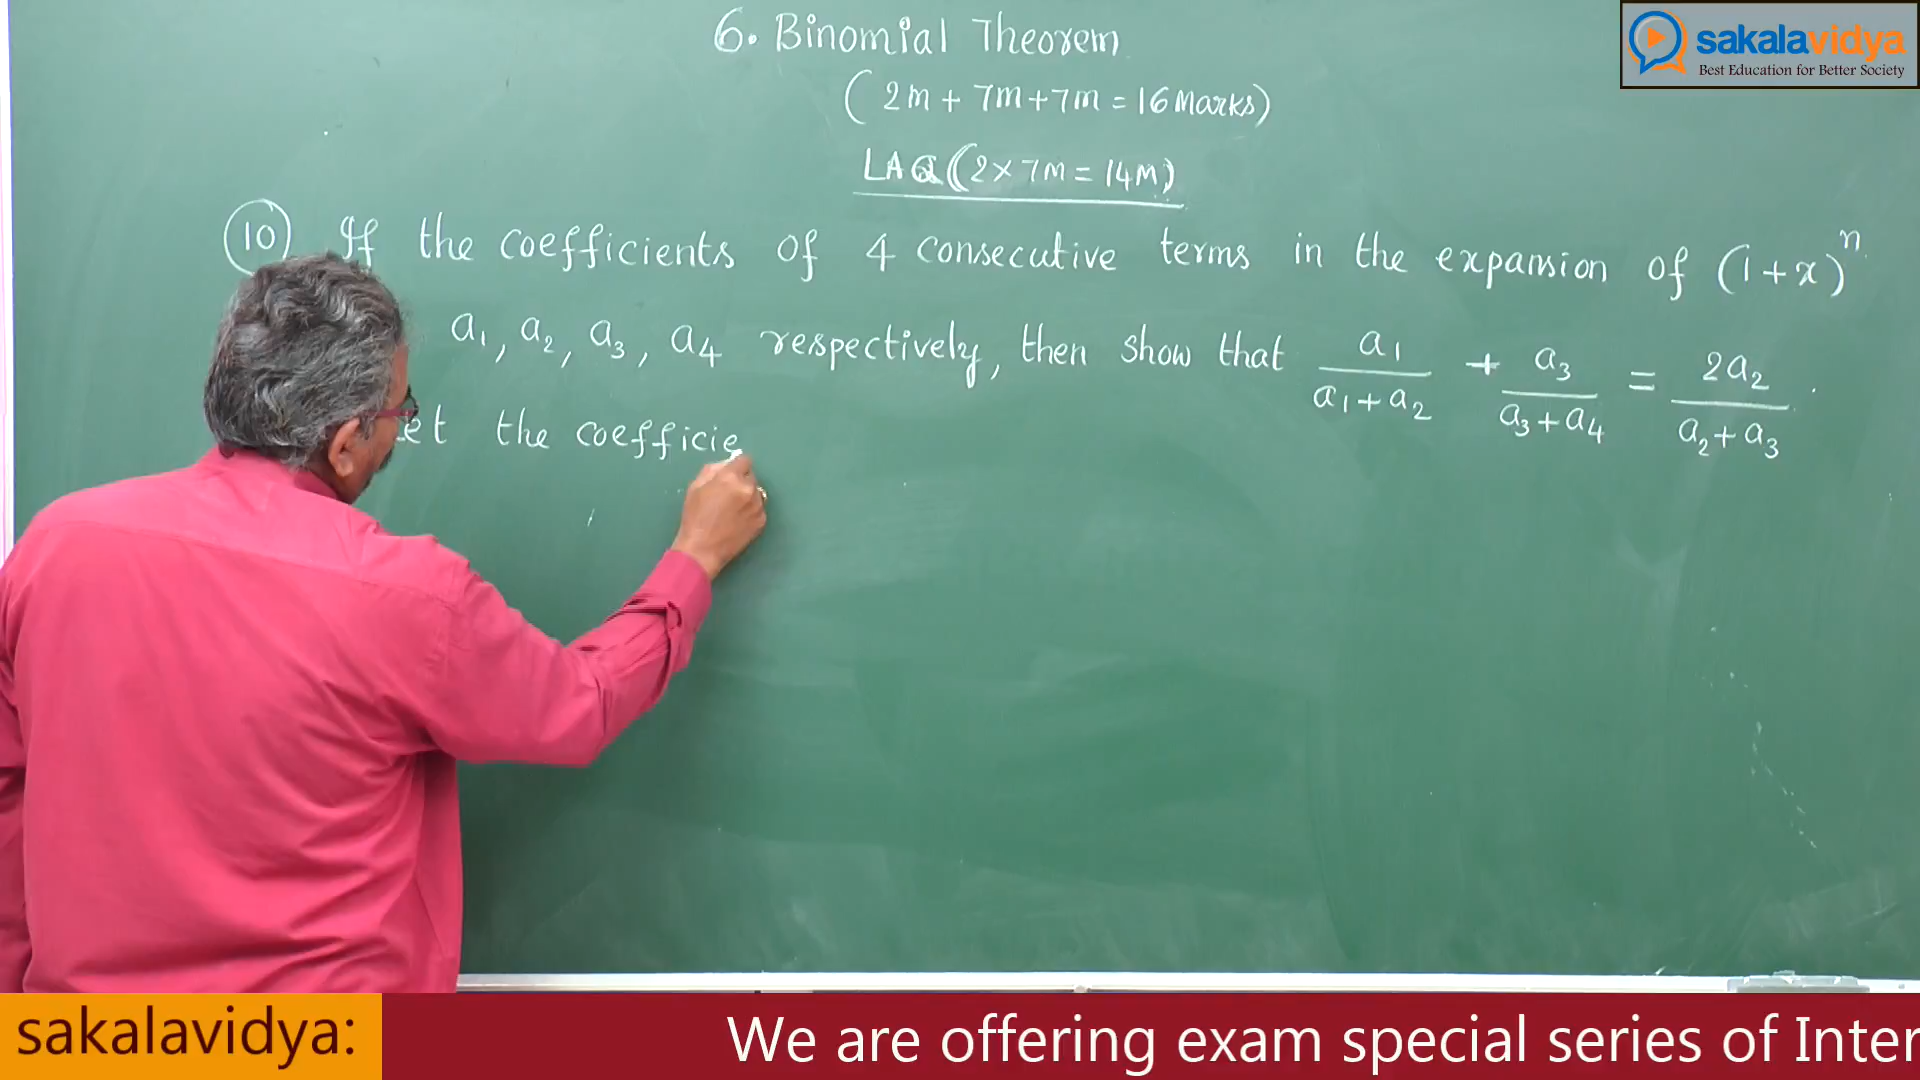 6. Binomial Theorem
(2m + 7m + 7m = 16 Marks)
LAQ (2 × 7m = 14m)
sakalavidya
Best Education for Better Society
(10) If the coefficients of 4 consecutive terms in the expansion of (1+x)^n
a₁, a₂, a₃, a₄ respectively, then show that a₁/(a₁+a₂) + a₃/(a₃+a₄) = 2a₂/(a₂+a₃).
et the coefficie
sakalavidya: We are offering exam special series of Inter